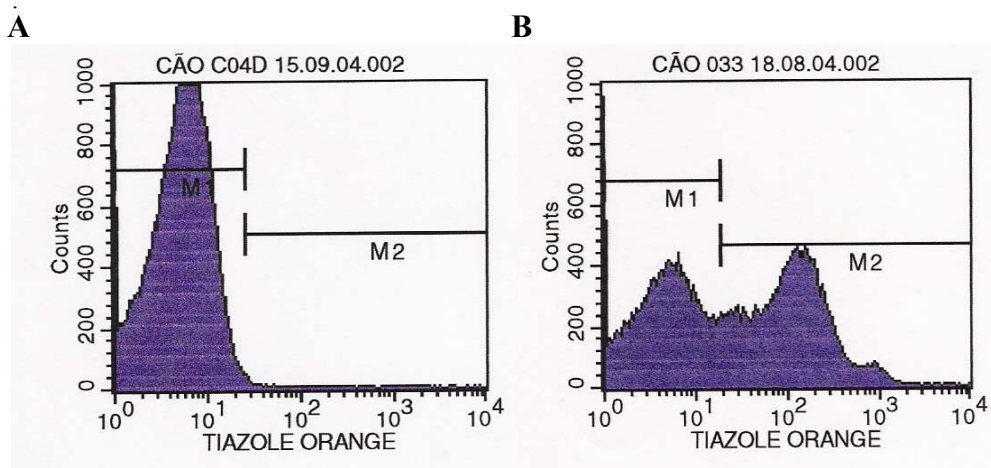 A
B
CÃO C04D 15.09.04.002
Counts
1000
800
600
400
200
0
M1
M2
10^0 10^1 10^2 10^3 10^4
TIAZOLE ORANGE
CÃO 033 18.08.04.002
Counts
1000
800
600
400
200
0
M1
M2
10^0 10^1 10^2 10^3 10^4
TIAZOLE ORANGE